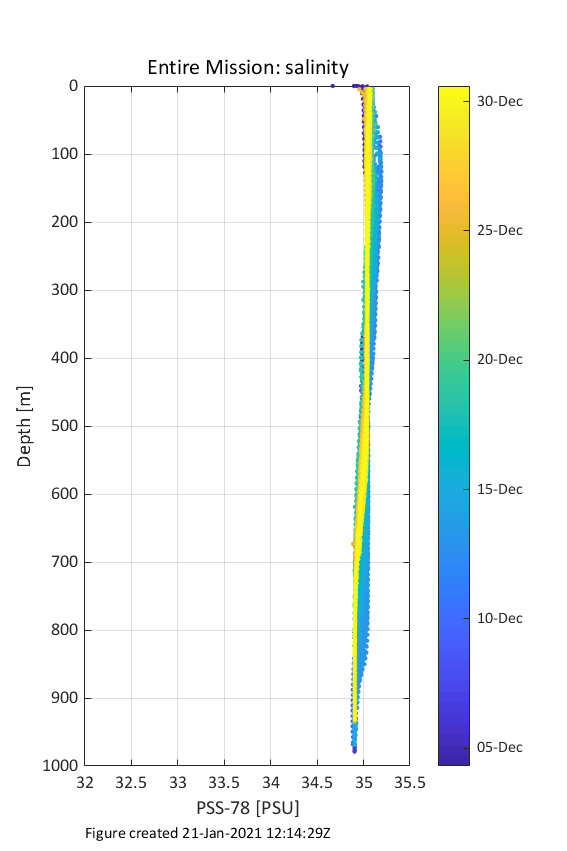 Entire Mission: salinity
0
100
200
300
400
500
600
700
800
900
1000
Depth [m]
32 32.5 33 33.5 34 34.5 35 35.5
PSS-78 [PSU]
30-Dec
25-Dec
20-Dec
15-Dec
10-Dec
05-Dec
Figure created 21-Jan-2021 12:14:29Z